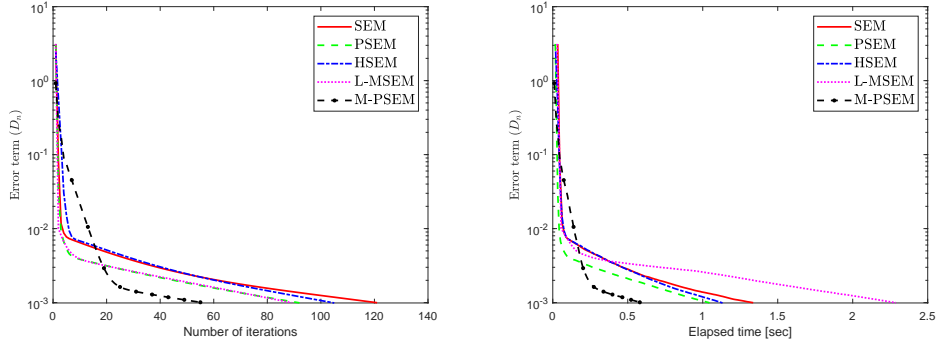 10^1
10^0
10^-1
10^-2
10^-3
Error term (D_n)
0
20
40
60
80
100
120
140
Number of iterations
SEM
PSEM
HSEM
L-MSEM
M-PSEM
10^1
10^0
10^-1
10^-2
10^-3
Error term (D_n)
0
0.5
1
1.5
2
2.5
Elapsed time [sec]
SEM
PSEM
HSEM
L-MSEM
M-PSEM